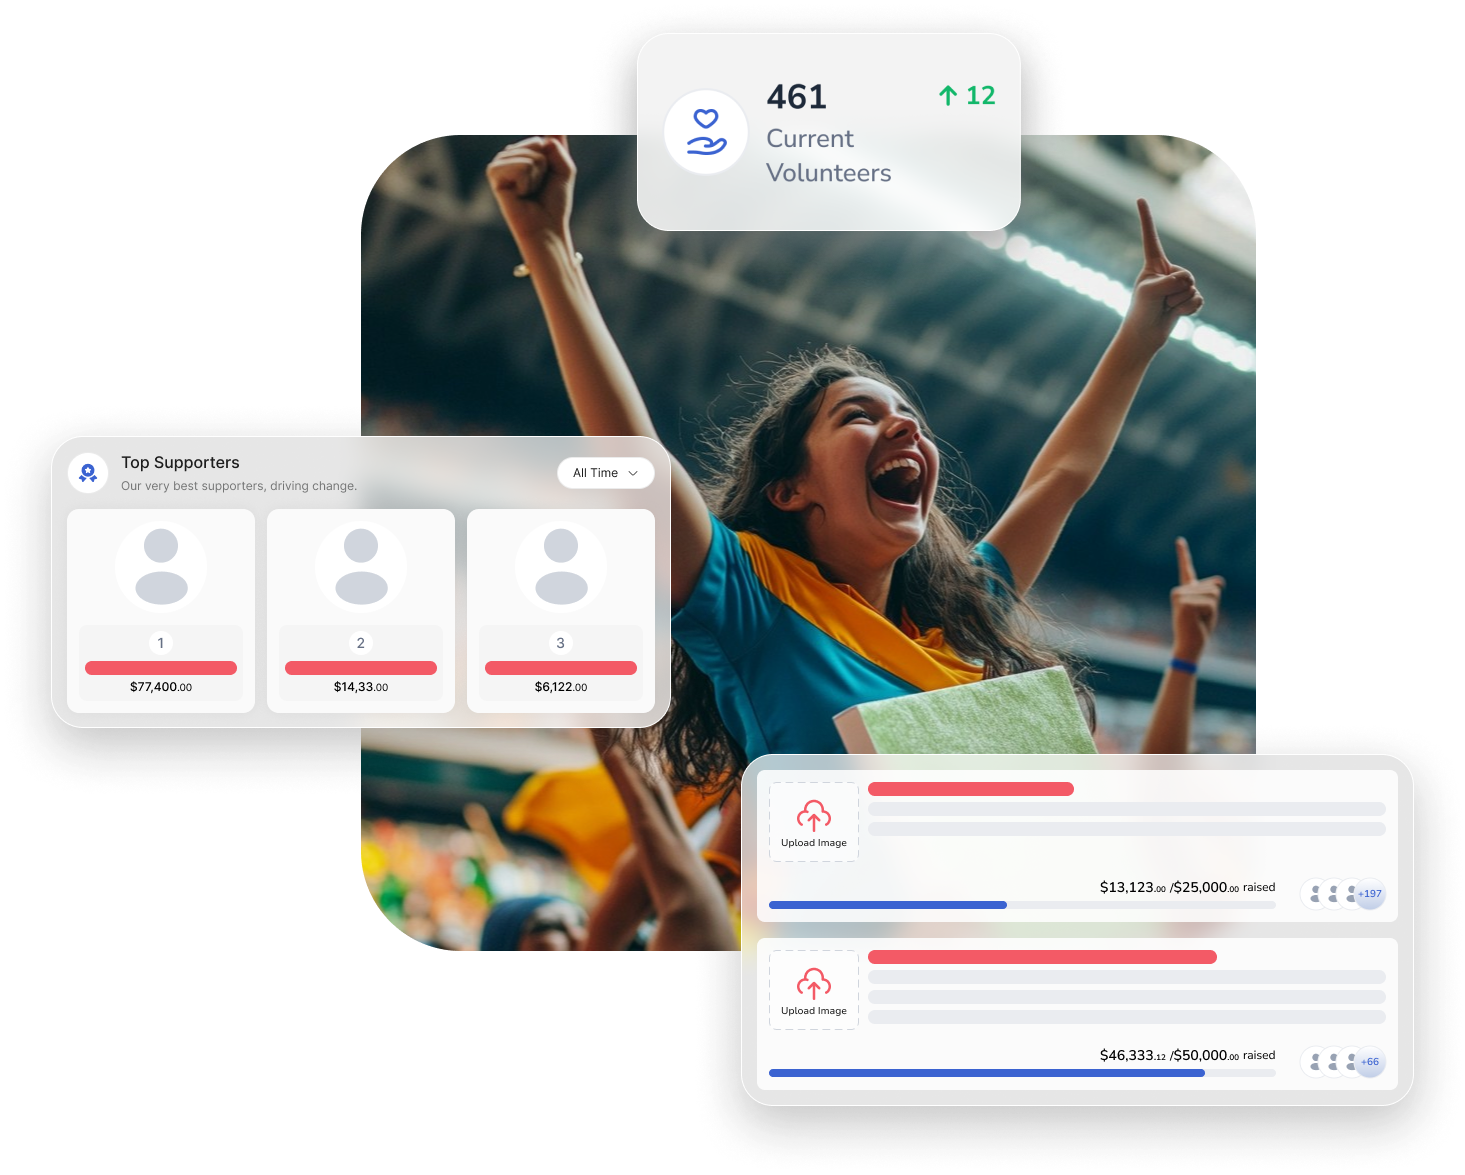 461
↑ 12
Current
Volunteers
Top Supporters
Our very best supporters, driving change.
All Time
1
$77,400.00
2
$14,33.00
3
$6,122.00
Upload Image
$13,123.00 /$25,000.00 raised
+197
Upload Image
$46,333.12 /$50,000.00 raised
+66